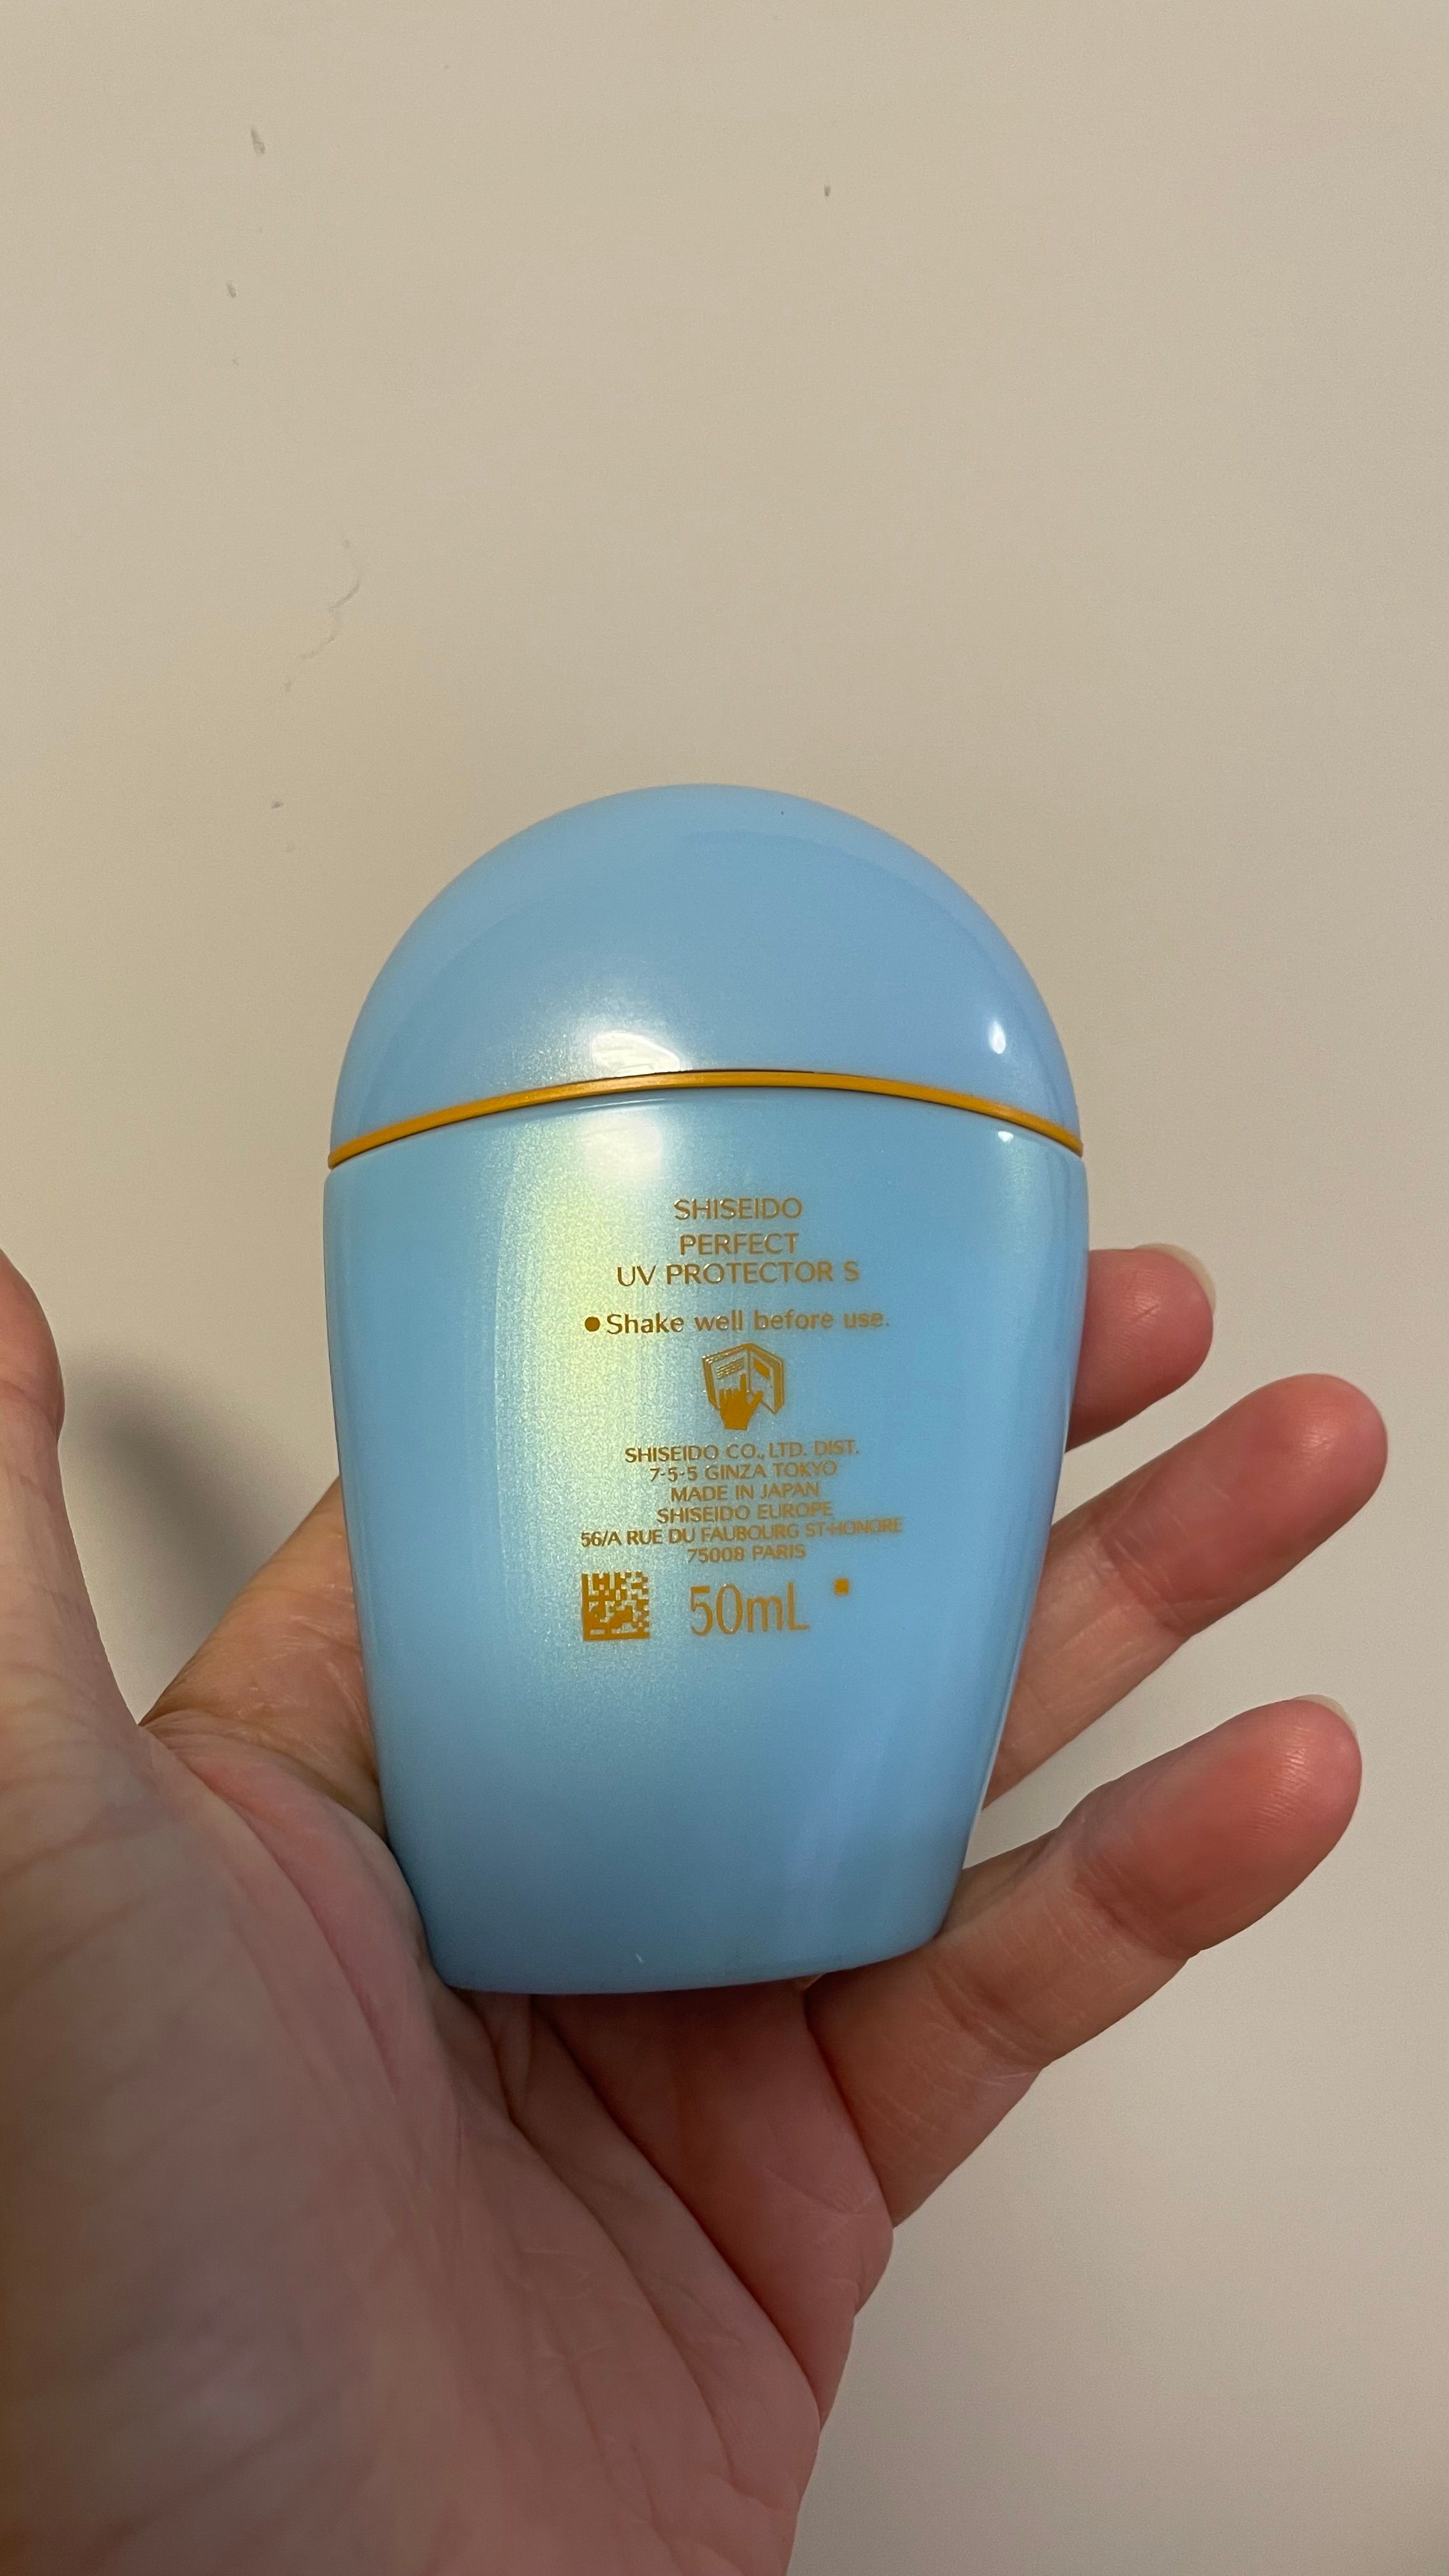 SHISEIDO
PERFECT
UV PROTECTOR S
●Shake well before use.
SHISEIDO CO., LTD. DIST.
7-5-5 GINZA TOKYO
MADE IN JAPAN
SHISEIDO EUROPE
56/A RUE DU FAUBOURG ST-HONORE
75008 PARIS
50mL